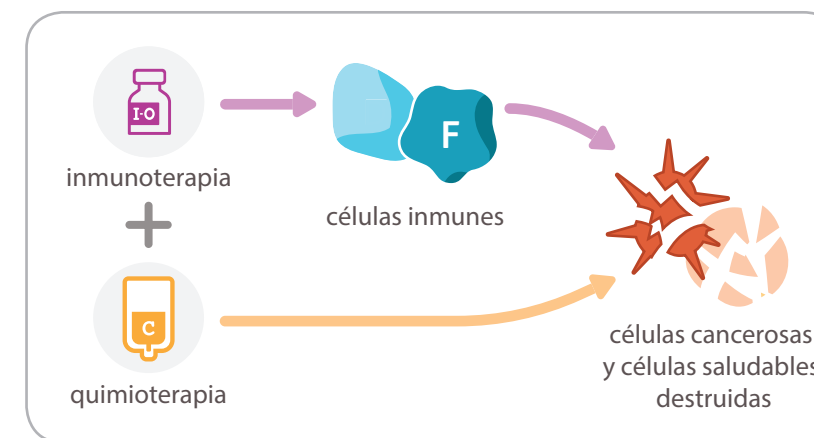 I-O
inmunoterapia
F
células inmunes
C
quimioterapia
células cancerosas
y células saludables
destruidas